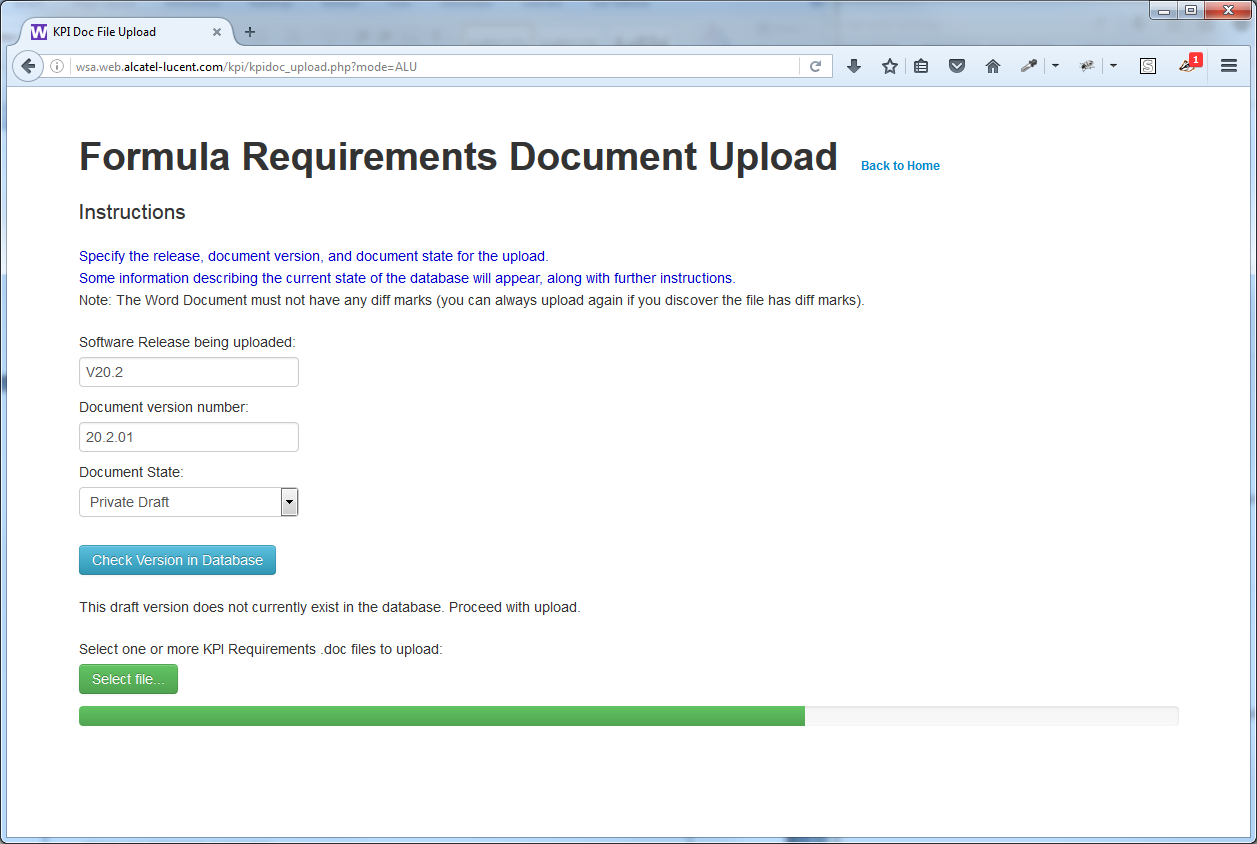 W KPI Doc File Upload
wsa.web.alcatel-lucent.com/kpi/kpidoc_upload.php?mode=ALU
S
1
Formula Requirements Document Upload Back to Home
Instructions
Specify the release, document version, and document state for the upload.
Some information describing the current state of the database will appear, along with further instructions.
Note: The Word Document must not have any diff marks (you can always upload again if you discover the file has diff marks).
Software Release being uploaded:
V20.2
Document version number:
20.2.01
Document State:
Private Draft
Check Version in Database
This draft version does not currently exist in the database. Proceed with upload.
Select one or more KPI Requirements .doc files to upload:
Select file...